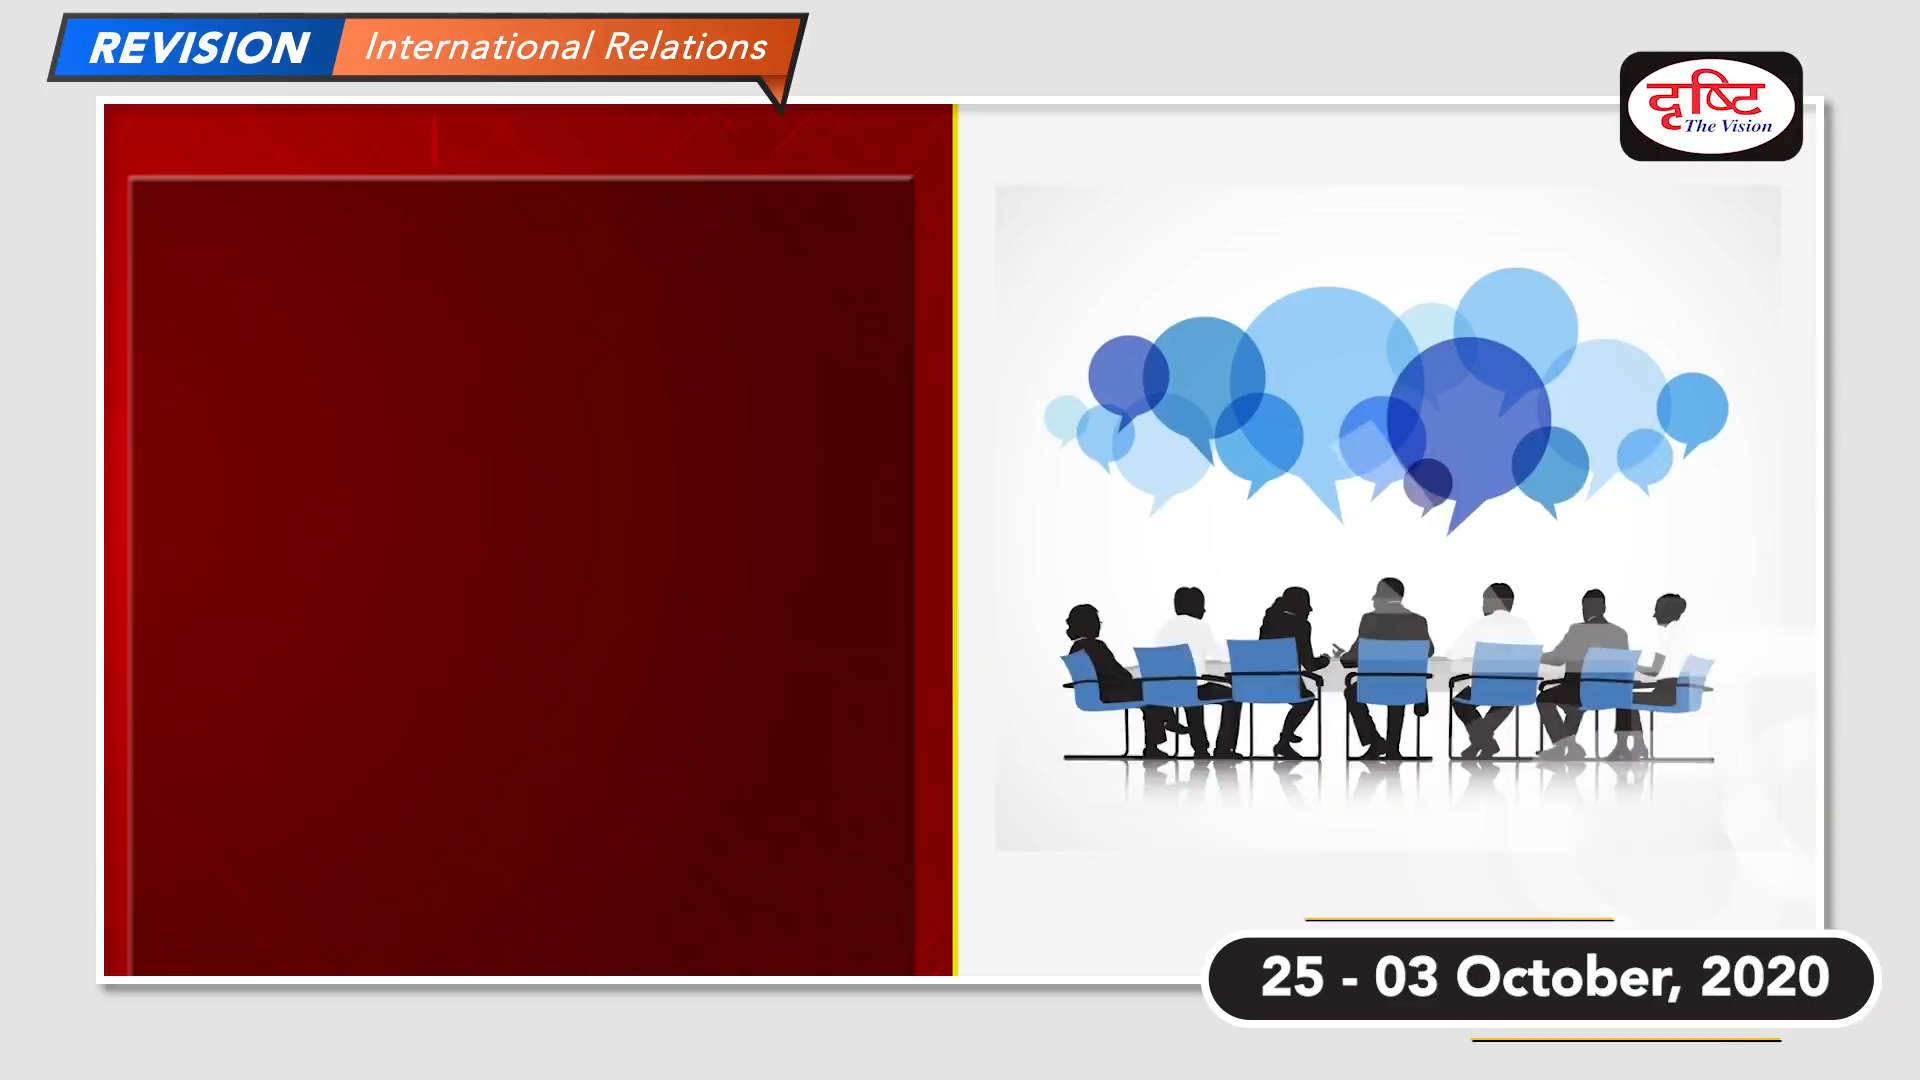 REVISION International Relations
दृष्टि
The Vision
25 - 03 October, 2020